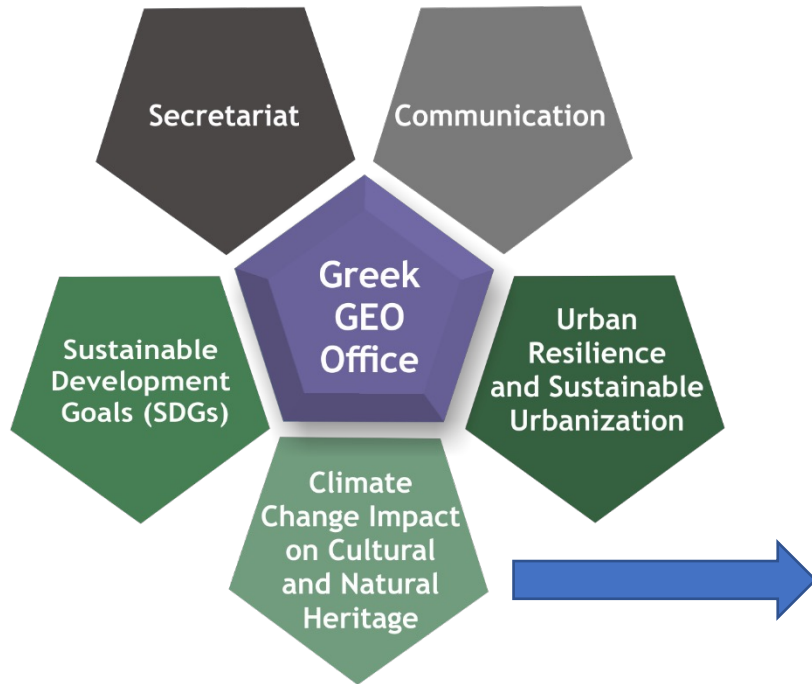 Secretariat
Communication
Greek
GEO
Office
Sustainable
Development
Goals (SDGs)
Urban
Resilience
and Sustainable
Urbanization
Climate
Change Impact
on Cultural
and Natural
Heritage